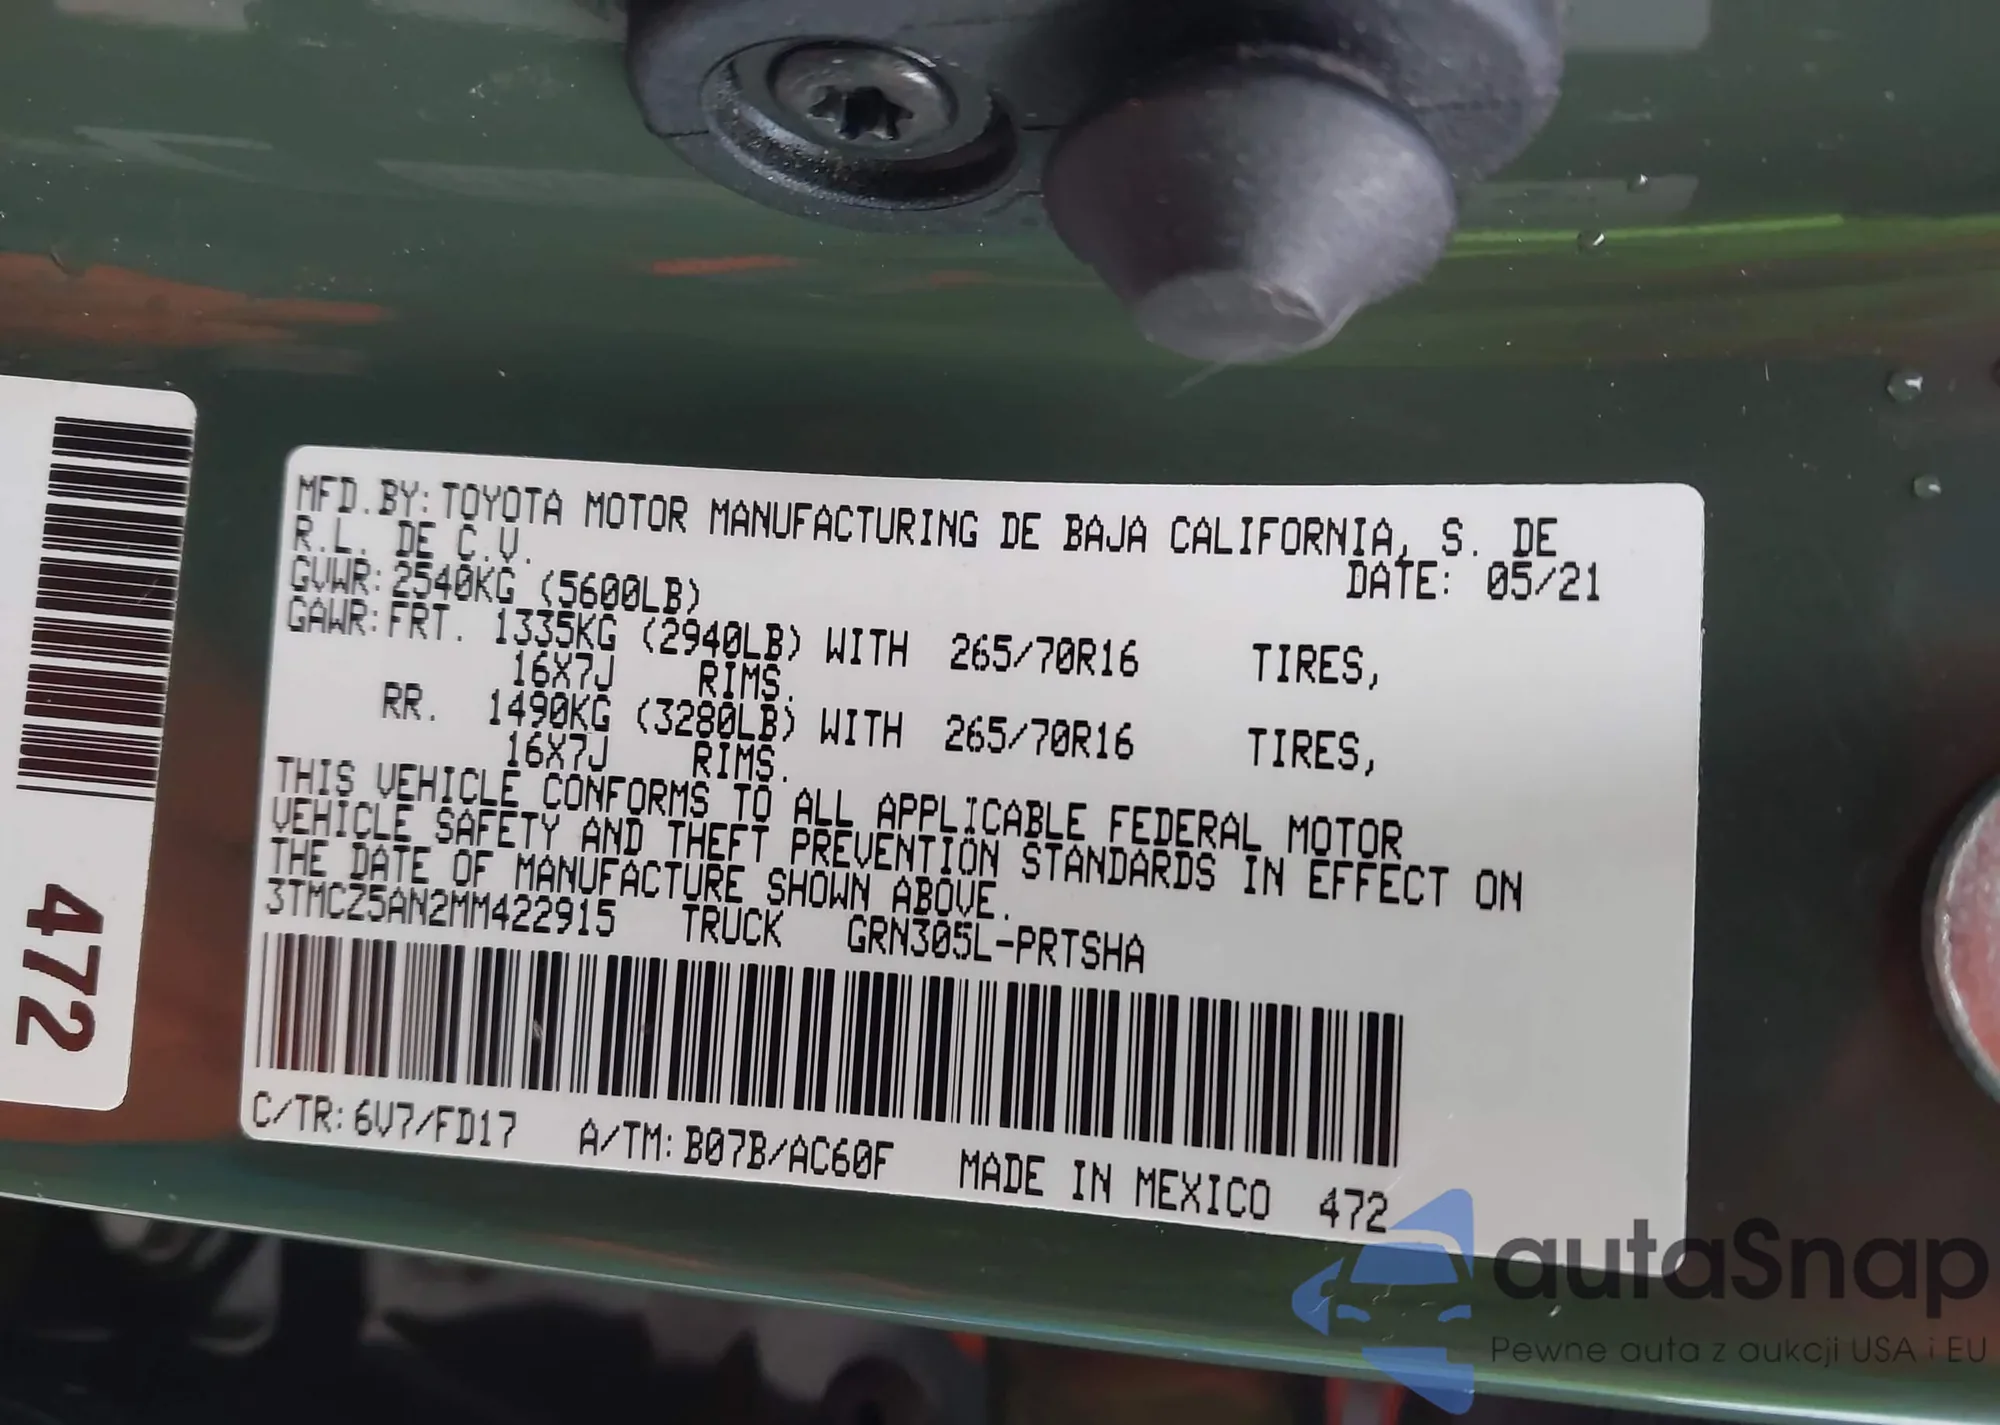 MFD.BY: TOYOTA MOTOR MANUFACTURING DE BAJA CALIFORNIA, S. DE
R.L. DE C.V.
DATE: 05/21
GVWR: 2540KG (5600LB)
GAWR: FRT. 1335KG (2940LB) WITH 265/70R16 TIRES,
16X7J RIMS.
RR. 1490KG (3280LB) WITH 265/70R16 TIRES,
16X7J RIMS.
THIS VEHICLE CONFORMS TO ALL APPLICABLE FEDERAL MOTOR
VEHICLE SAFETY AND THEFT PREVENTION STANDARDS IN EFFECT ON
THE DATE OF MANUFACTURE SHOWN ABOVE.
3TMCZ5AN2MM422915 TRUCK GRN305L-PRTSHA
C/TR: 6V7/FD17 A/TM: B07B/AC60F MADE IN MEXICO 472
472
autaSnap
Pewne auta z aukcji USA i EU